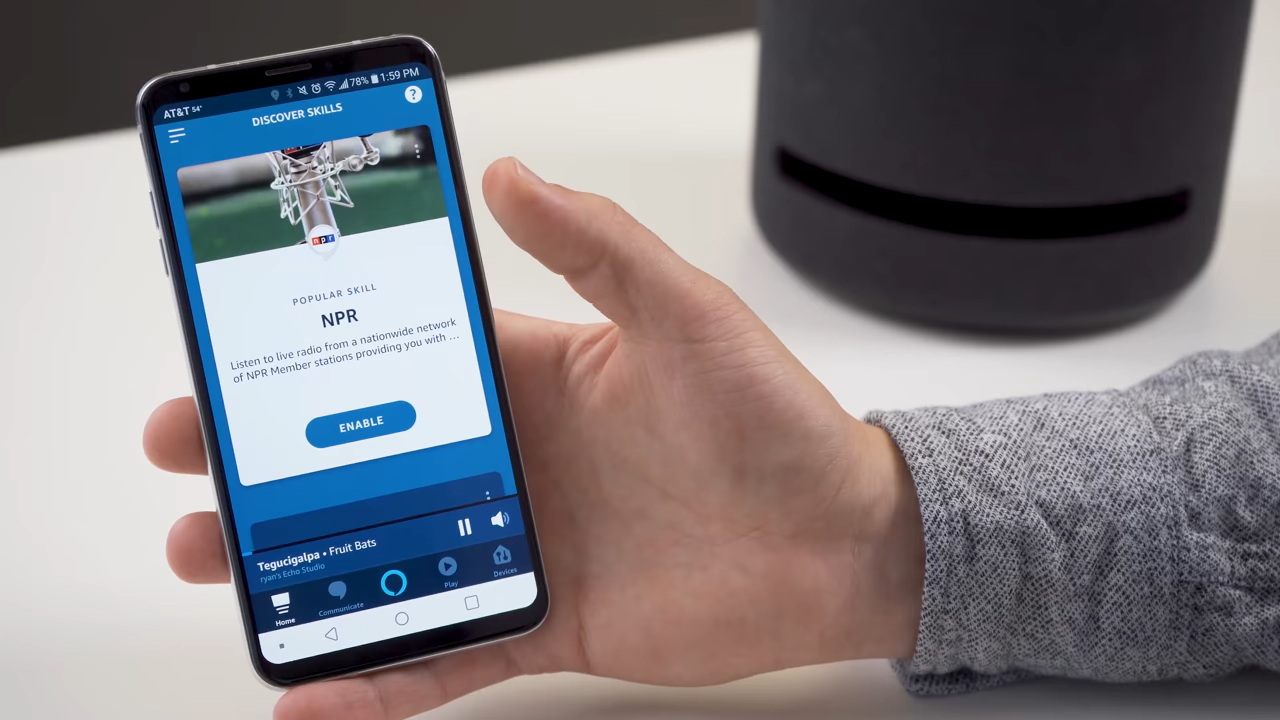 AT&T 54° 78% 1:59 PM
DISCOVER SKILLS
?
npr
POPULAR SKILL
NPR
Listen to live radio from a nationwide network
of NPR Member stations providing you with ...
ENABLE
Tegucigalpa • Fruit Bats
ryan's Echo Studio
Home Communicate Play Devices